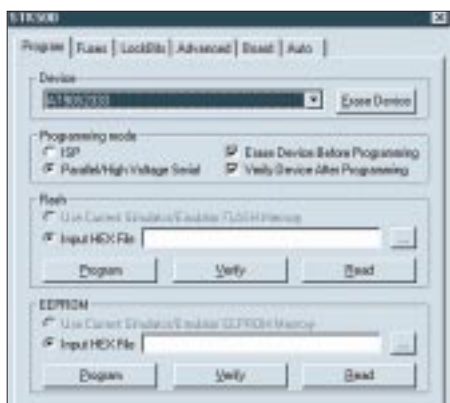 STK500
Program Fuses LockBits Advanced Board Auto
Device
Erase Device
Programming mode
ISP
Erase Device Before Programming
Parallel/High Voltage Serial
Verify Device After Programming
Flash
Use Current Simulator/Emulator FLASH Memory
Input HEX File ...
Program Verify Read
EEPROM
Use Current Simulator/Emulator EEPROM Memory
Input HEX File ...
Program Verify Read